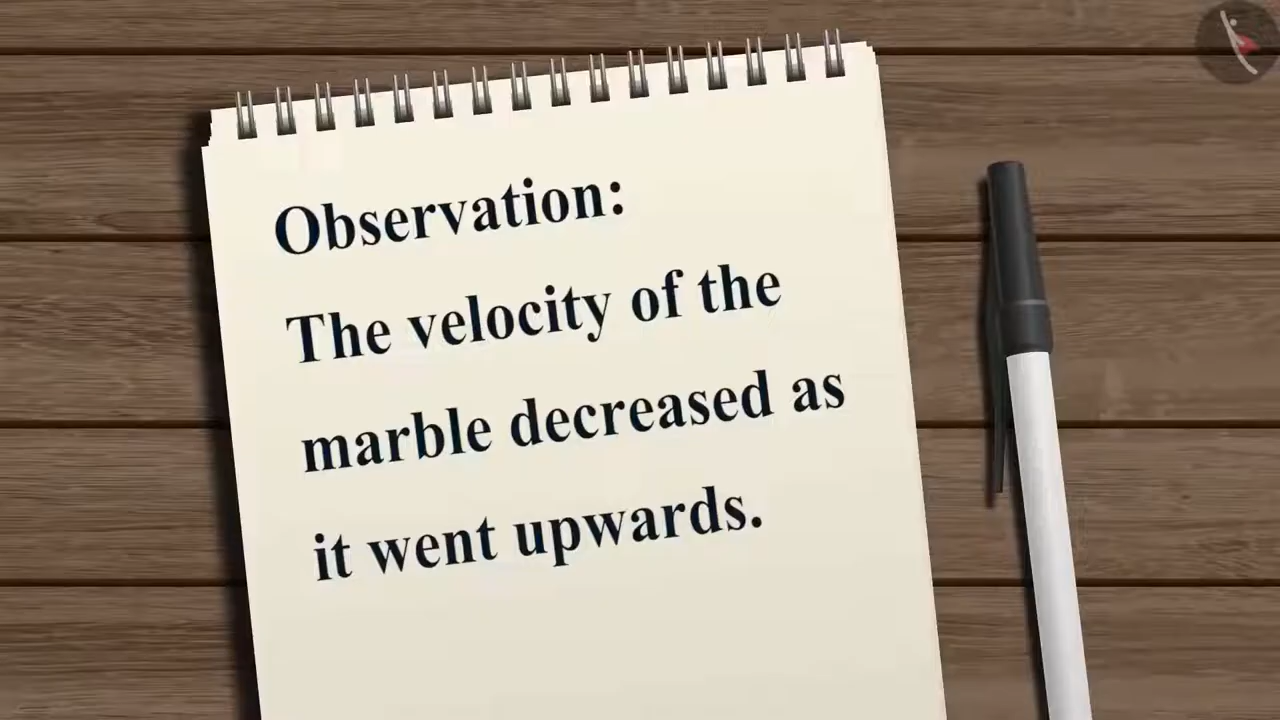 Observation:
The velocity of the
marble decreased as
it went upwards.